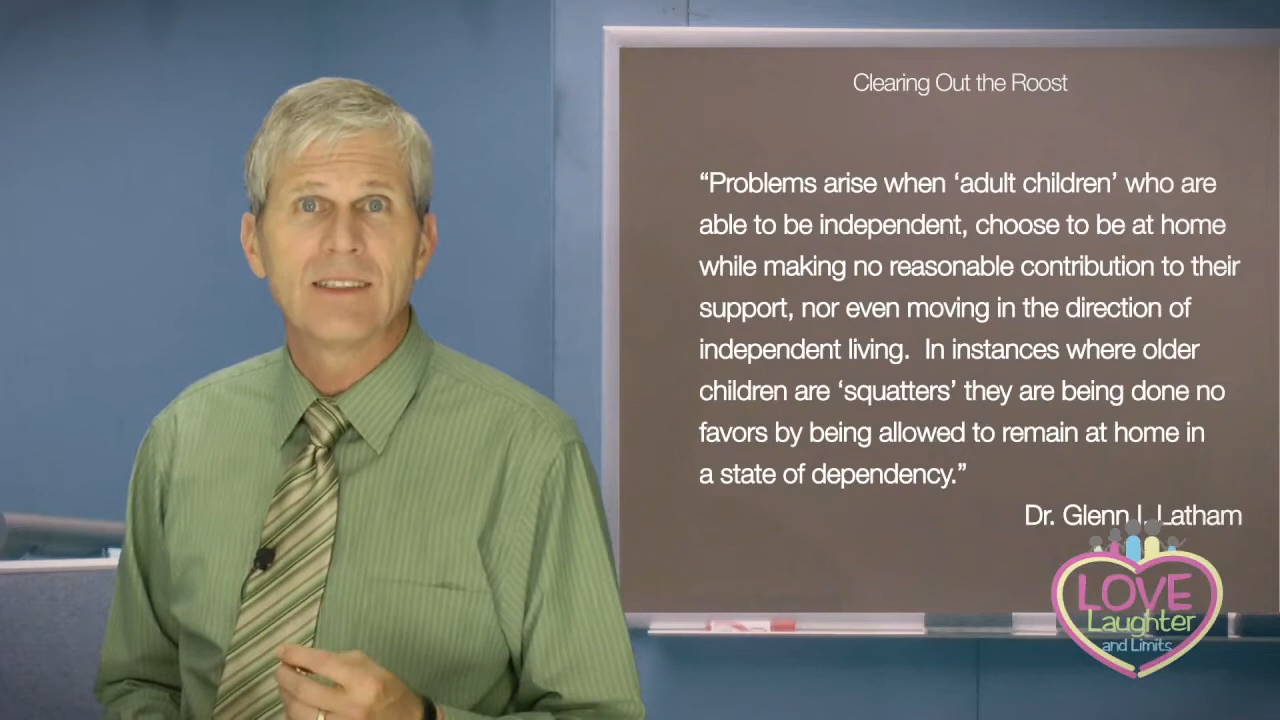 Clearing Out the Roost
“Problems arise when ‘adult children’ who are
able to be independent, choose to be at home
while making no reasonable contribution to their
support, nor even moving in the direction of
independent living.  In instances where older
children are ‘squatters’ they are being done no
favors by being allowed to remain at home in
a state of dependency.”
Dr. Glenn I. Latham
LOVE
Laughter
and Limits